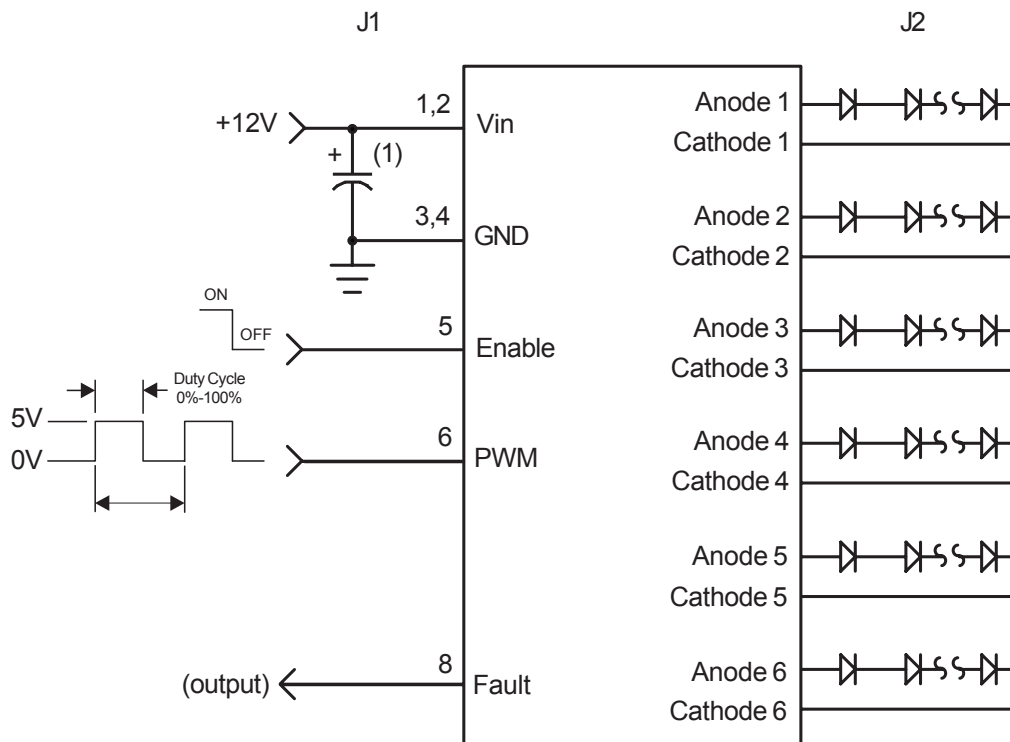 J1
J2
+12V
+
(1)
1,2
Vin
3,4
GND
ON
OFF
5
Enable
Duty Cycle
0%-100%
5V
0V
6
PWM
(output)
8
Fault
Anode 1
Cathode 1
Anode 2
Cathode 2
Anode 3
Cathode 3
Anode 4
Cathode 4
Anode 5
Cathode 5
Anode 6
Cathode 6